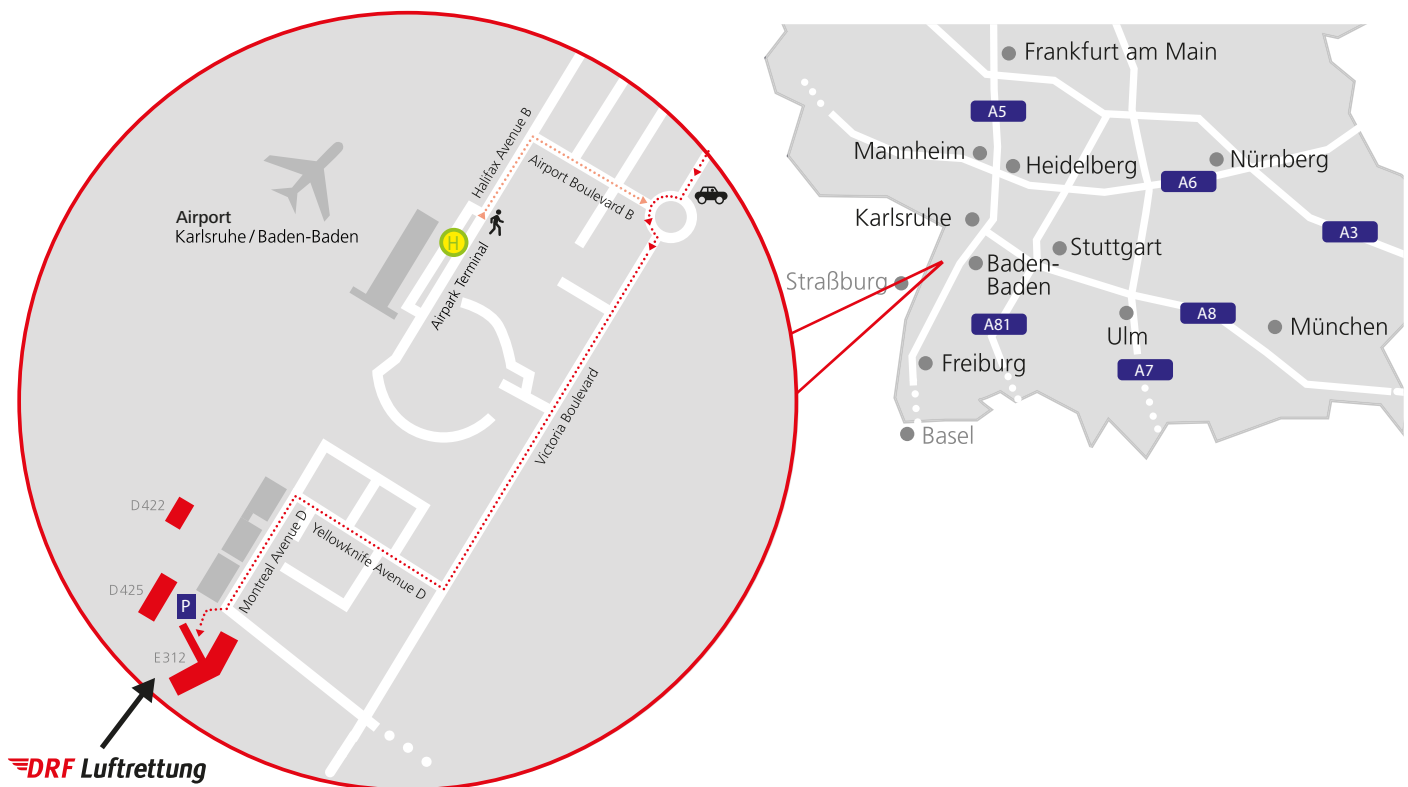 Halifax Avenue B
Airport Boulevard B
Airport
Karlsruhe / Baden-Baden
H
Airpark Terminal
Victoria Boulevard
Yellowknife Avenue D
Montreal Avenue D
D422
D425
P
E312
DRF Luftrettung
Frankfurt am Main
A5
Mannheim
Heidelberg
Nürnberg
A6
Karlsruhe
A3
Stuttgart
Baden-
Baden
Straßburg
A81
A8
Ulm
München
Freiburg
A7
Basel